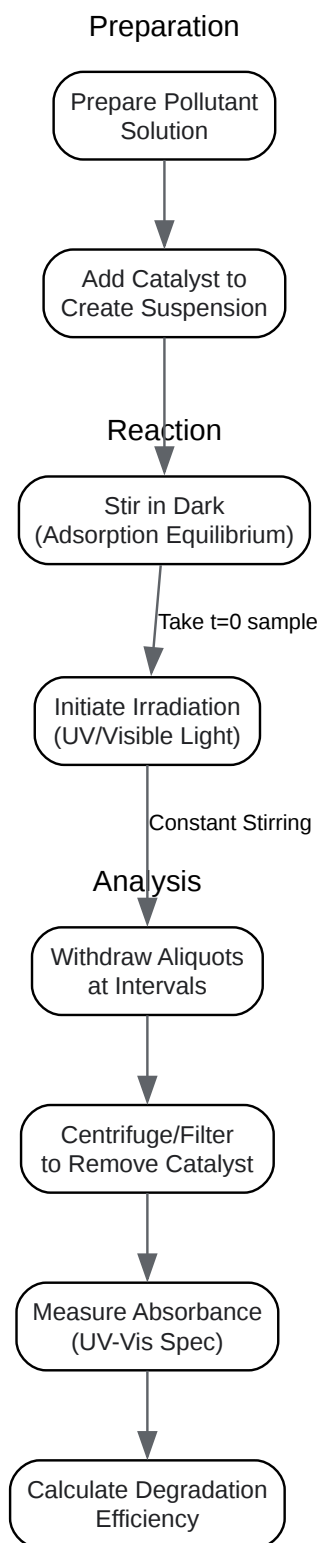 Preparation
Prepare Pollutant
Solution
Add Catalyst to
Create Suspension
Reaction
Stir in Dark
(Adsorption Equilibrium)
Take t=0 sample
Initiate Irradiation
(UV/Visible Light)
Constant Stirring
Analysis
Withdraw Aliquots
at Intervals
Centrifuge/Filter
to Remove Catalyst
Measure Absorbance
(UV-Vis Spec)
Calculate Degradation
Efficiency